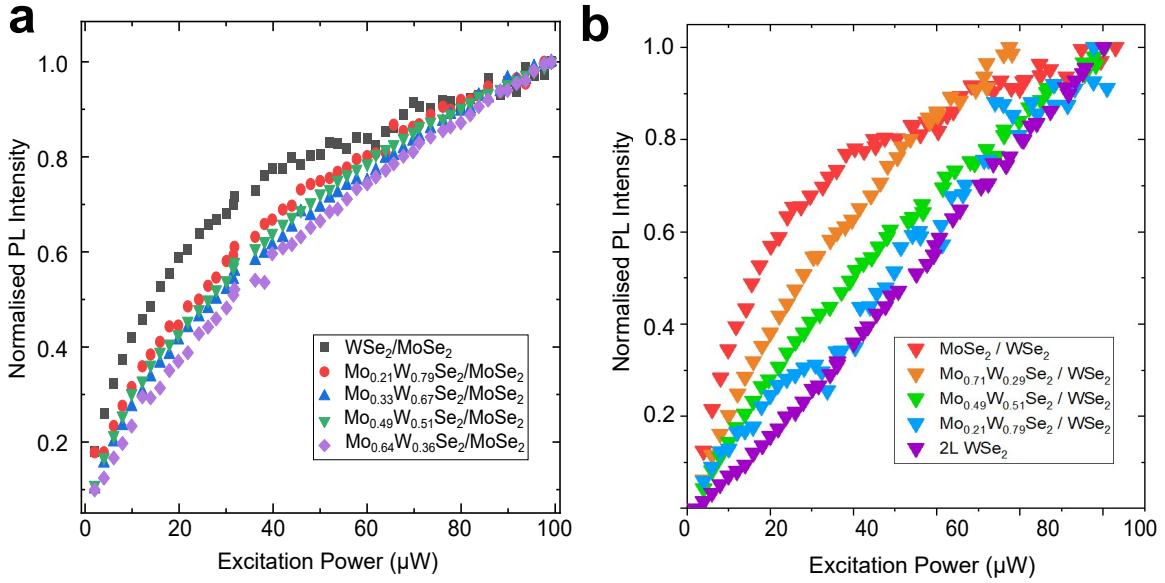 a
Normalised PL Intensity
1.0
0.8
0.6
0.4
0.2
0 20 40 60 80 100
Excitation Power (µW)
WSe₂/MoSe₂
Mo₀.₂₁W₀.₇₉Se₂/MoSe₂
Mo₀.₃₃W₀.₆₇Se₂/MoSe₂
Mo₀.₄₉W₀.₅₁Se₂/MoSe₂
Mo₀.₆₄W₀.₃₆Se₂/MoSe₂
b
Normalised PL Intensity
1.0
0.8
0.6
0.4
0.2
0 20 40 60 80 100
Excitation Power (µW)
MoSe₂ / WSe₂
Mo₀.₇₁W₀.₂₉Se₂ / WSe₂
Mo₀.₄₉W₀.₅₁Se₂ / WSe₂
Mo₀.₂₁W₀.₇₉Se₂ / WSe₂
2L WSe₂